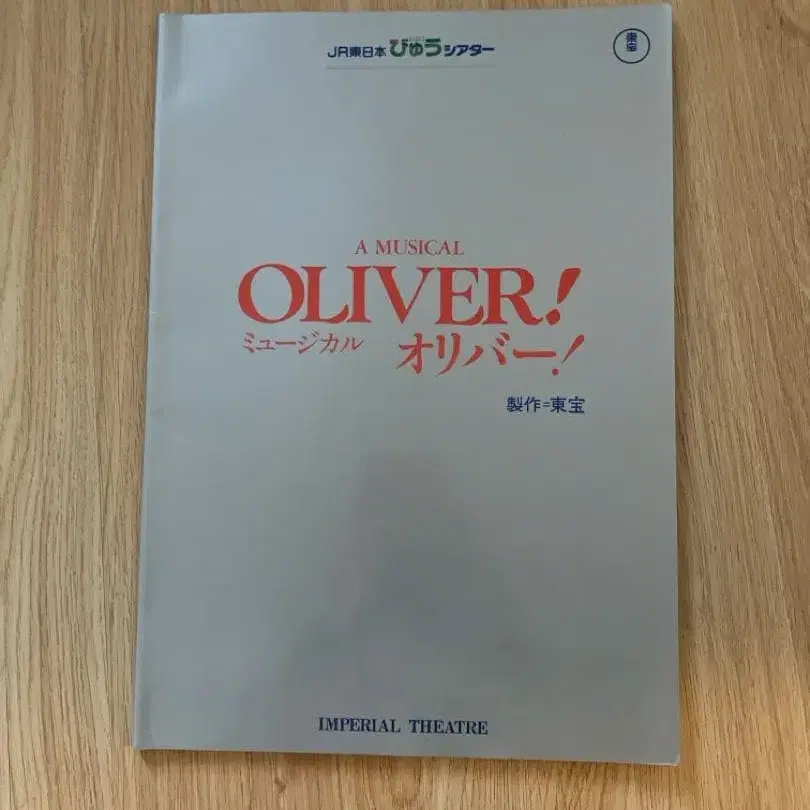 JR東日本 びゅうシアター
東宝
A MUSICAL
OLIVER!
ミュージカル オリバー!
製作=東宝
IMPERIAL THEATRE